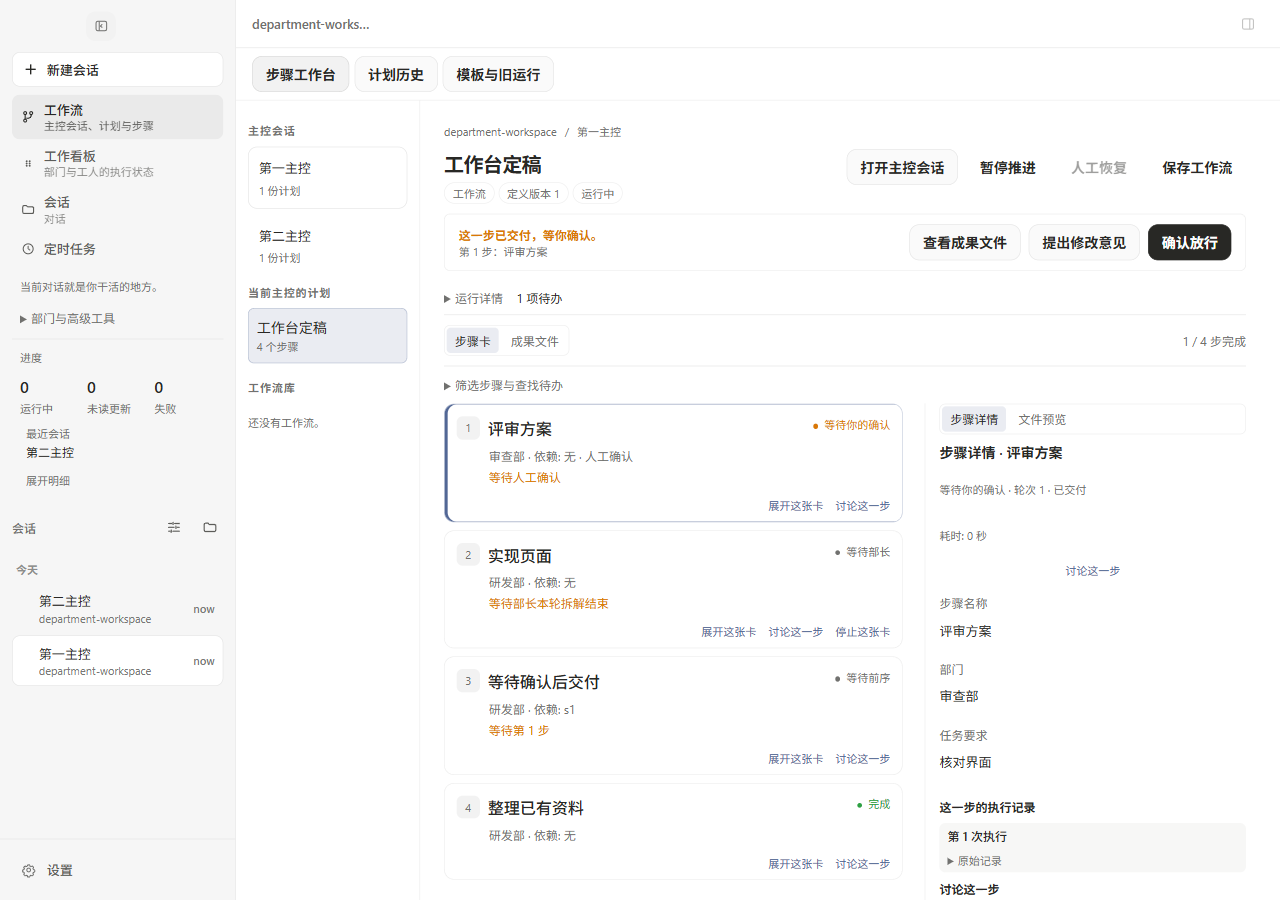 新建会话
工作流
主控会话、计划与步骤
工作看板
部门与工人的执行状态
会话
对话
定时任务
当前对话就是你干活的地方。
部门与高级工具
进度
0 0 0
运行中 未读更新 失败
最近会话
第二主控
展开明细
会话
今天
第二主控
department-workspace
now
第一主控
department-workspace
now
设置
department-works...
步骤工作台 计划历史 模板与旧运行
主控会话
第一主控
1 份计划
第二主控
1 份计划
当前主控的计划
工作台定稿
4 个步骤
工作流库
还没有工作流。
department-workspace / 第一主控
工作台定稿
工作流 定义版本 1 运行中
打开主控会话 暂停推进 人工恢复 保存工作流
这一步已交付，等你确认。
第 1 步：评审方案
查看成果文件 提出修改意见 确认放行
运行详情 1 项待办
步骤卡 成果文件
1 / 4 步完成
筛选步骤与查找待办
1 评审方案
等待你的确认
审查部 · 依赖: 无 · 人工确认
等待人工确认
展开这张卡 讨论这一步
2 实现页面
等待部长
研发部 · 依赖: 无
等待部长本轮拆解结束
展开这张卡 讨论这一步 停止这张卡
3 等待确认后交付
等待前序
研发部 · 依赖: s1
等待第 1 步
展开这张卡 讨论这一步
4 整理已有资料
完成
研发部 · 依赖: 无
展开这张卡 讨论这一步
步骤详情 文件预览
步骤详情 · 评审方案
等待你的确认 · 轮次 1 · 已交付
耗时: 0 秒
讨论这一步
步骤名称
评审方案
部门
审查部
任务要求
核对界面
这一步的执行记录
第 1 次执行
原始记录
讨论这一步